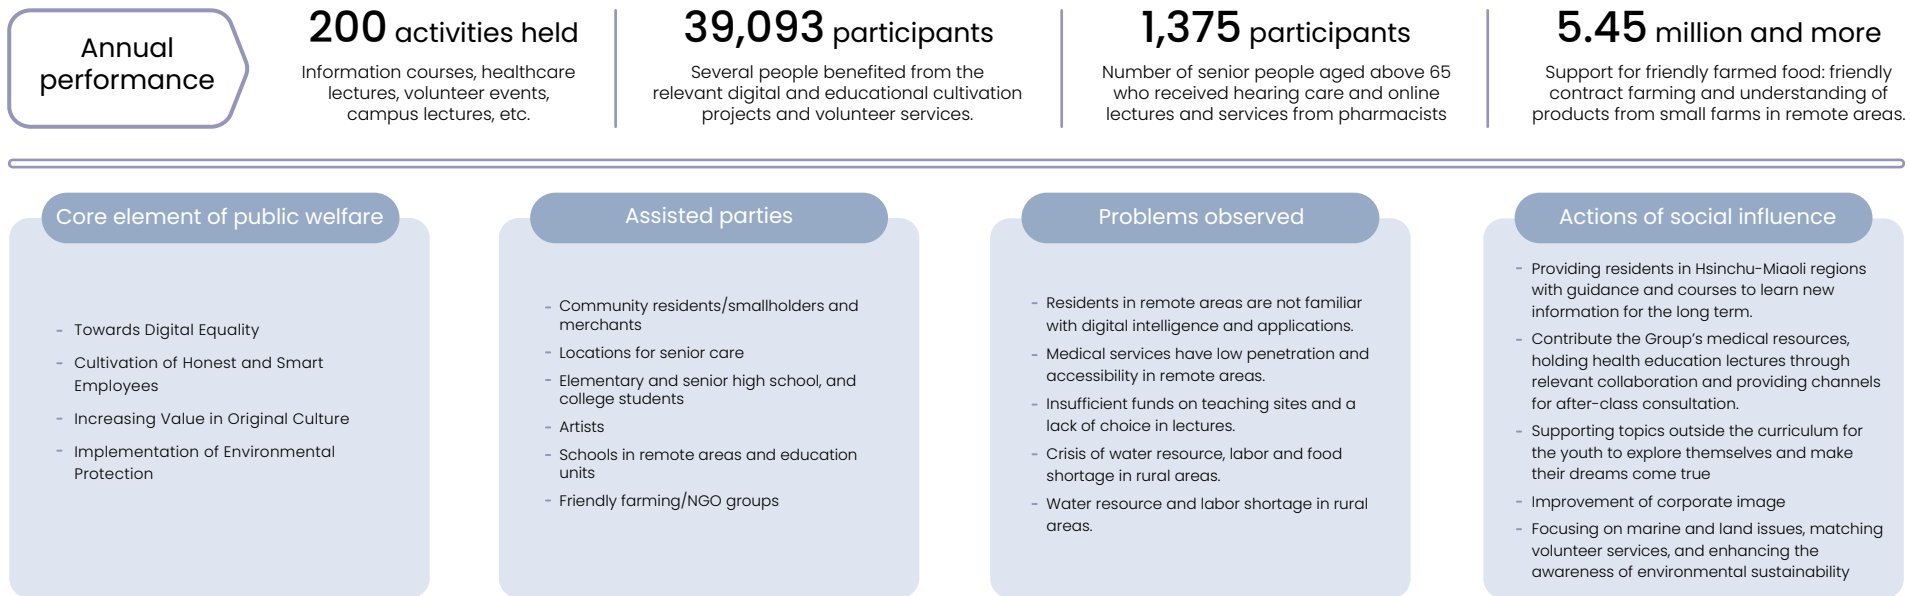 Annual
performance
200 activities held
Information courses, healthcare
lectures, volunteer events,
campus lectures, etc.
39,093 participants
Several people benefited from the
relevant digital and educational cultivation
projects and volunteer services.
1,375 participants
Number of senior people aged above 65
who received hearing care and online
lectures and services from pharmacists
5.45 million and more
Support for friendly farmed food: friendly
contract farming and understanding of
products from small farms in remote areas.
Core element of public welfare
- Towards Digital Equality
- Cultivation of Honest and Smart
Employees
- Increasing Value in Original Culture
- Implementation of Environmental
Protection
Assisted parties
- Community residents/smallholders and
merchants
- Locations for senior care
- Elementary and senior high school, and
college students
- Artists
- Schools in remote areas and education
units
- Friendly farming/NGO groups
Problems observed
- Residents in remote areas are not familiar
with digital intelligence and applications.
- Medical services have low penetration and
accessibility in remote areas.
- Insufficient funds on teaching sites and a
lack of choice in lectures.
- Crisis of water resource, labor and food
shortage in rural areas.
- Water resource and labor shortage in rural
areas.
Actions of social influence
- Providing residents in Hsinchu-Miaoli regions
with guidance and courses to learn new
information for the long term.
- Contribute the Group's medical resources,
holding health education lectures through
relevant collaboration and providing channels
for after-class consultation.
- Supporting topics outside the curriculum for
the youth to explore themselves and make
their dreams come true
- Improvement of corporate image
- Focusing on marine and land issues, matching
volunteer services, and enhancing the
awareness of environmental sustainability